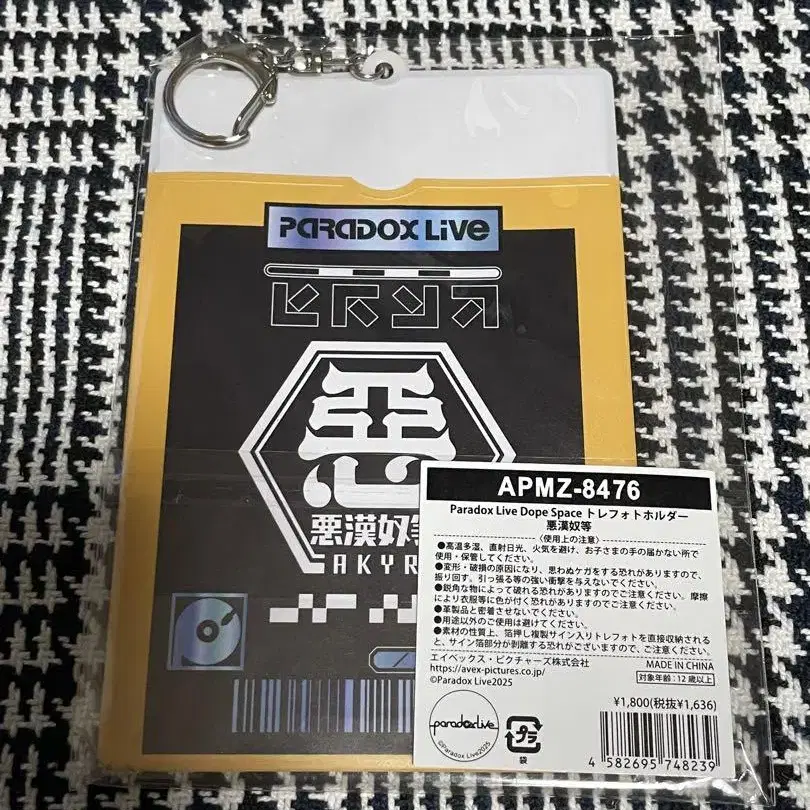 PARADOX LIVE
惡
悪漢奴等
AKYR
APMZ-8476
Paradox Live Dope Space トレフォトホルダー
悪漢奴等
〈使用上の注意〉
●高温多湿、直射日光、火気を避け、お子さまの手の届かない所で
使用・保管してください。
●変形・破損の原因になり、思わぬケガをする恐れがありますので、
振り回す。引っ張る等の強い衝撃を与えないでください。
●鋭角な物によって破れる恐れがありますのでご注意ください。摩擦
により衣服等に色が付く恐れがありますのでご注意ください。
●革製品と密着させないでください。
●用途以外のご使用は避けてください。
●素材の性質上、箔押し複製サイン入りトレフォトを直接収納される
と、サイン箔部分が剥離する恐れがございますので、ご注意ください。
エイベックス・ピクチャーズ株式会社
https://avex-pictures.co.jp/
©Paradox Live2025
MADE IN CHINA
対象年齢:12歳以上
¥1,800(税抜¥1,636)
paradoxlive
©Paradox Live2025
プラ
袋
4 582695 748239